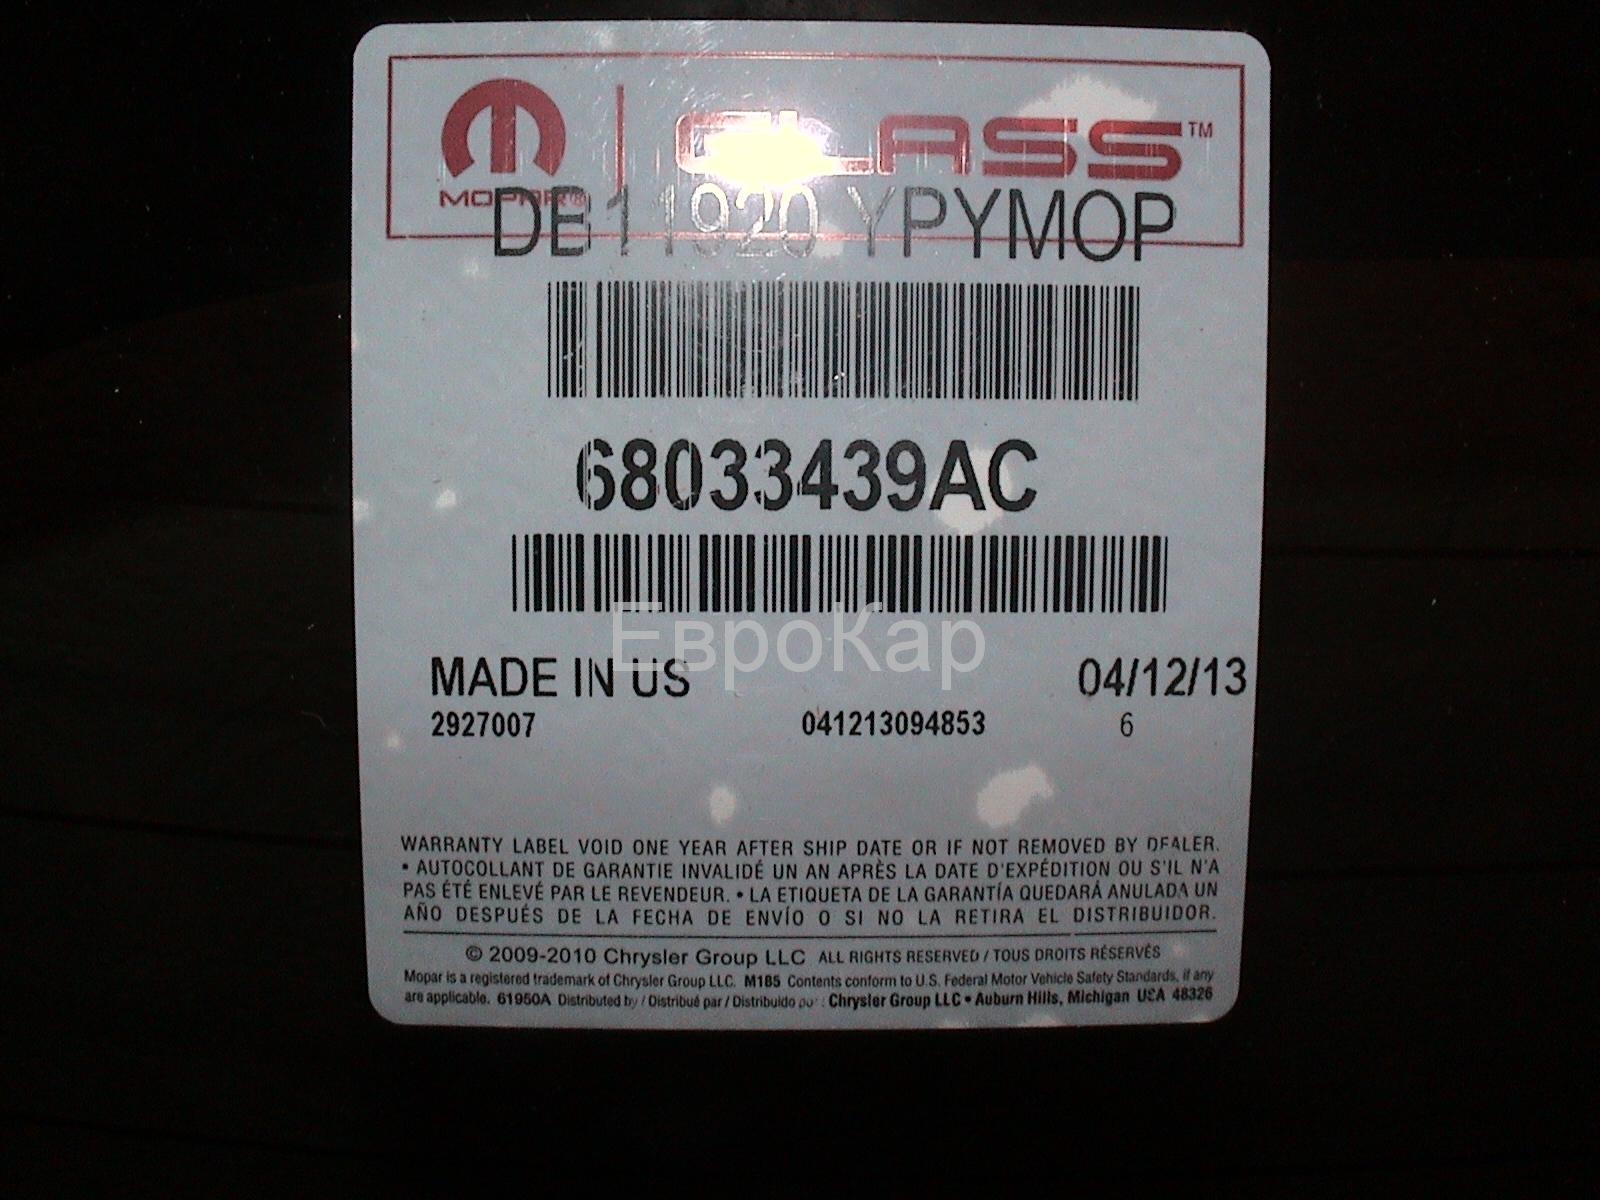 GLASS™
MOPAR®
DB11920 YPYMOP
68033439AC
ЕвроКар
MADE IN US 04/12/13
2927007 041213094853 6
WARRANTY LABEL VOID ONE YEAR AFTER SHIP DATE OR IF NOT REMOVED BY DEALER.
• AUTOCOLLANT DE GARANTIE INVALIDÉ UN AN APRÈS LA DATE D'EXPÉDITION OU S'IL N'A
PAS ÉTÉ ENLEVÉ PAR LE REVENDEUR. • LA ETIQUETA DE LA GARANTÍA QUEDARÁ ANULADA UN
AÑO DESPUÉS DE LA FECHA DE ENVÍO O SI NO LA RETIRA EL DISTRIBUIDOR.
© 2009-2010 Chrysler Group LLC ALL RIGHTS RESERVED / TOUS DROITS RÉSERVÉS
Mopar is a registered trademark of Chrysler Group LLC. M185 Contents conform to U.S. Federal Motor Vehicle Safety Standards, if any
are applicable. 61950A Distributed by / Distribué par / Distribuido por: Chrysler Group LLC • Auburn Hills, Michigan USA 48326